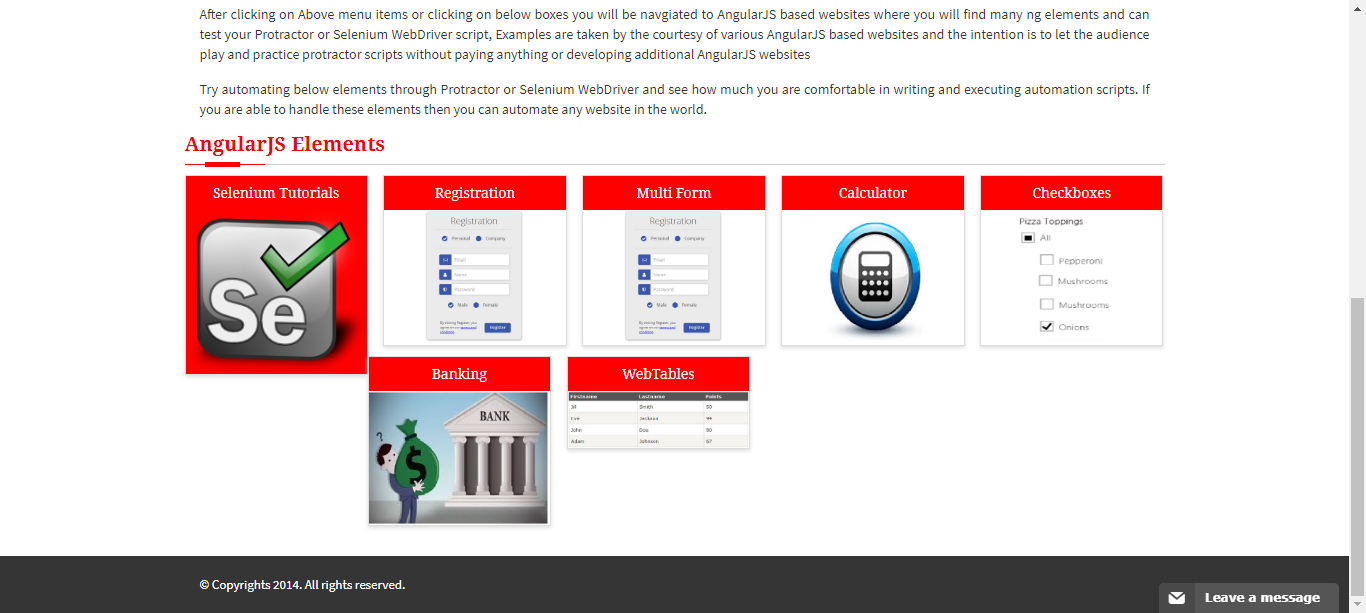 After clicking on Above menu items or clicking on below boxes you will be navgiated to AngularJS based websites where you will find many ng elements and can
test your Protractor or Selenium WebDriver script, Examples are taken by the courtesy of various AngularJS based websites and the intention is to let the audience
play and practice protractor scripts without paying anything or developing additional AngularJS websites
Try automating below elements through Protractor or Selenium WebDriver and see how much you are comfortable in writing and executing automation scripts. If
you are able to handle these elements then you can automate any website in the world.
AngularJS Elements
Selenium Tutorials
Se
Registration
Registration
Personal Company
Email
Name
Password
Male Female
By clicking Register, you
Register
Multi Form
Registration
Personal Company
Email
Name
Password
Male Female
By clicking Register, you
Register
Calculator
Checkboxes
Pizza Toppings
All
Pepperoni
Mushrooms
Mushrooms
Onions
Banking
?
BANK
$
WebTables
Firstname Lastname Points
Jill Smith 50
Eve Jackson 94
John Doe 80
Adam Johnson 67
© Copyrights 2014. All rights reserved.
Leave a message